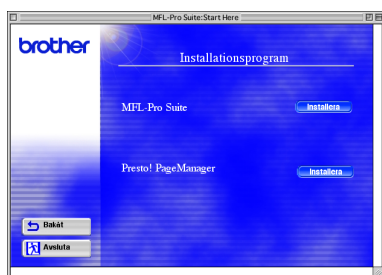 MFL-Pro Suite:Start Here
brother
Installationsprogram
MFL-Pro Suite
Installera
Presto! PageManager
Installera
Bakåt
Avsluta